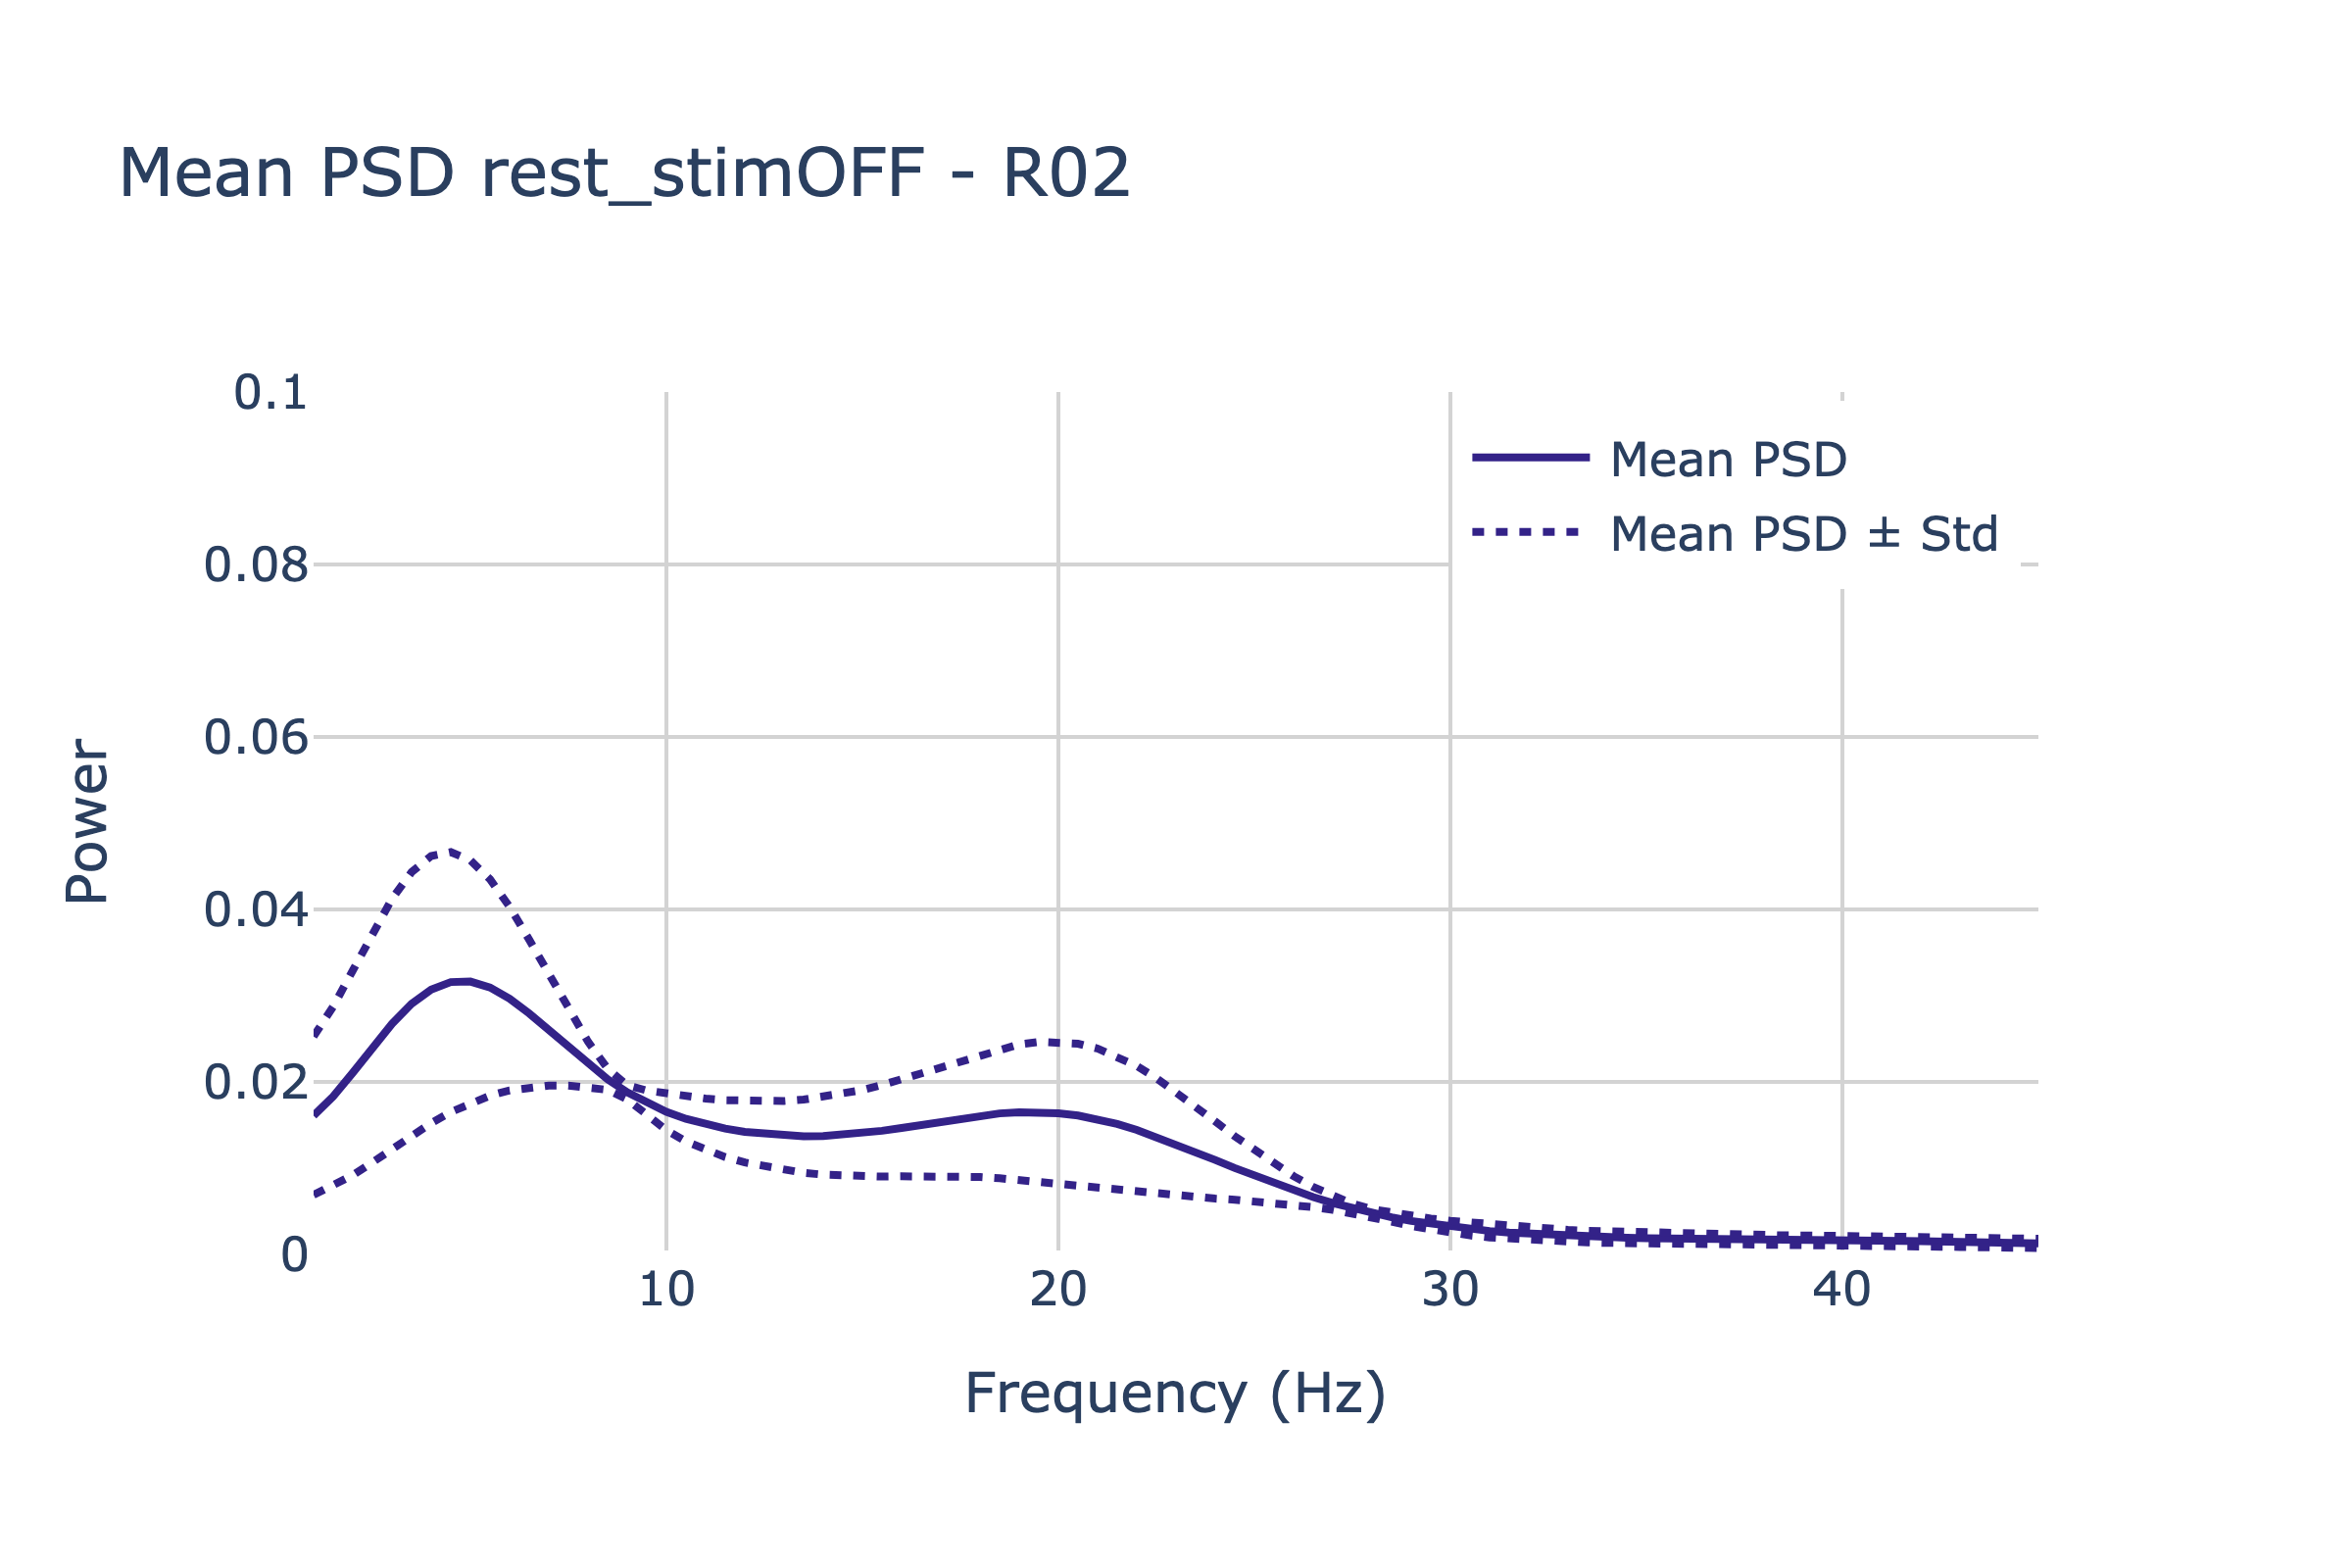 Mean PSD rest_stimOFF - R02
Mean PSD
Mean PSD ± Std
0.1
0.08
0.06
0.04
0.02
0
Power
10
20
30
40
Frequency (Hz)